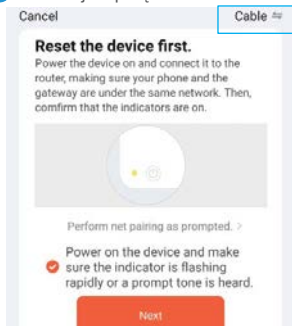 Cancel Cable ⇋
Reset the device first.
Power the device on and connect it to the
router, making sure your phone and the
gateway are under the same network. Then,
comfirm that the indicators are on.
Perform net pairing as prompted. >
Power on the device and make
sure the indicator is flashing
rapidly or a prompt tone is heard.
Next